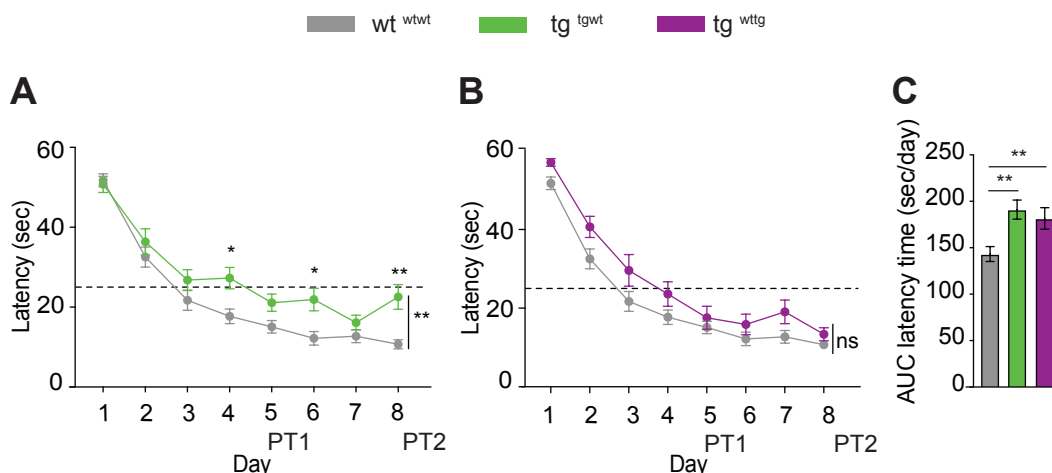 wt wtwt tg tgwt tg wttg
A
B
C
Latency (sec)
60
40
20
0
*
*
**
**
1 2 3 4 5 6 7 8
PT1 PT2
Day
Latency (sec)
60
40
20
0
ns
1 2 3 4 5 6 7 8
PT1 PT2
Day
AUC latency time (sec/day)
250
200
150
100
50
0
**
**